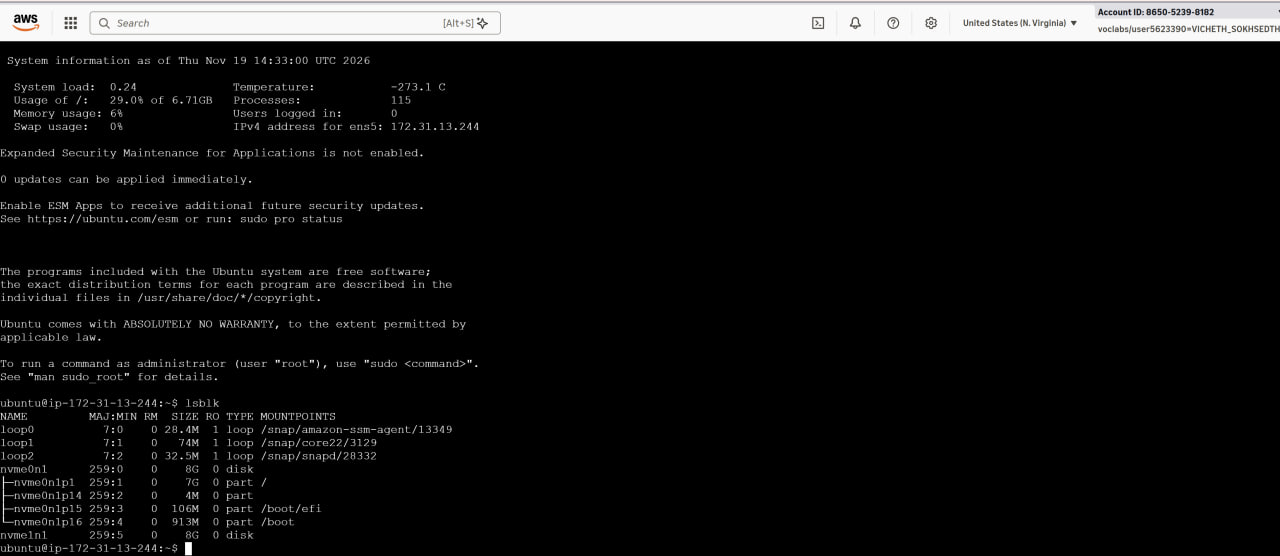 aws
Search [Alt+S]
United States (N. Virginia)
Account ID: 8650-5239-8182
voclabs/user5623390=VICHETH_SOKHSEDTH
System information as of Thu Nov 19 14:33:00 UTC 2026
System load: 0.24 Temperature: -273.1 C
Usage of /: 29.0% of 6.71GB Processes: 115
Memory usage: 6% Users logged in: 0
Swap usage: 0% IPv4 address for ens5: 172.31.13.244
Expanded Security Maintenance for Applications is not enabled.
0 updates can be applied immediately.
Enable ESM Apps to receive additional future security updates.
See https://ubuntu.com/esm or run: sudo pro status
The programs included with the Ubuntu system are free software;
the exact distribution terms for each program are described in the
individual files in /usr/share/doc/*/copyright.
Ubuntu comes with ABSOLUTELY NO WARRANTY, to the extent permitted by
applicable law.
To run a command as administrator (user "root"), use "sudo <command>".
See "man sudo_root" for details.
ubuntu@ip-172-31-13-244:~$ lsblk
NAME MAJ:MIN RM SIZE RO TYPE MOUNTPOINTS
loop0 7:0 0 28.4M 1 loop /snap/amazon-ssm-agent/13349
loop1 7:1 0 74M 1 loop /snap/core22/3129
loop2 7:2 0 32.5M 1 loop /snap/snapd/28332
nvme0n1 259:0 0 8G 0 disk
├─nvme0n1p1 259:1 0 7G 0 part /
├─nvme0n1p14 259:2 0 4M 0 part
├─nvme0n1p15 259:3 0 106M 0 part /boot/efi
└─nvme0n1p16 259:4 0 913M 0 part /boot
nvme1n1 259:5 0 8G 0 disk
ubuntu@ip-172-31-13-244:~$